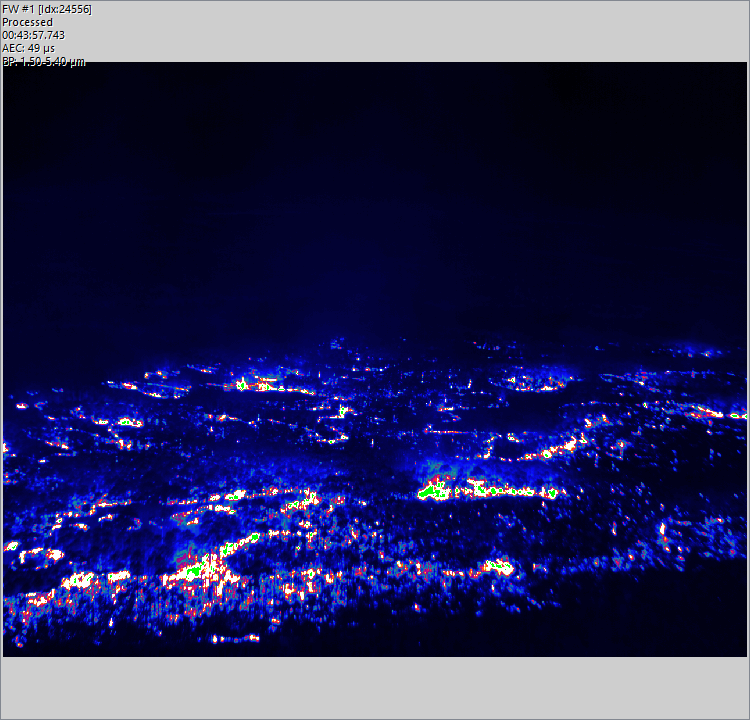 FW #1 [Idx:24556]
Processed
00:43:57.743
AEC: 49 µs
BP: 1.50-5.40 µm